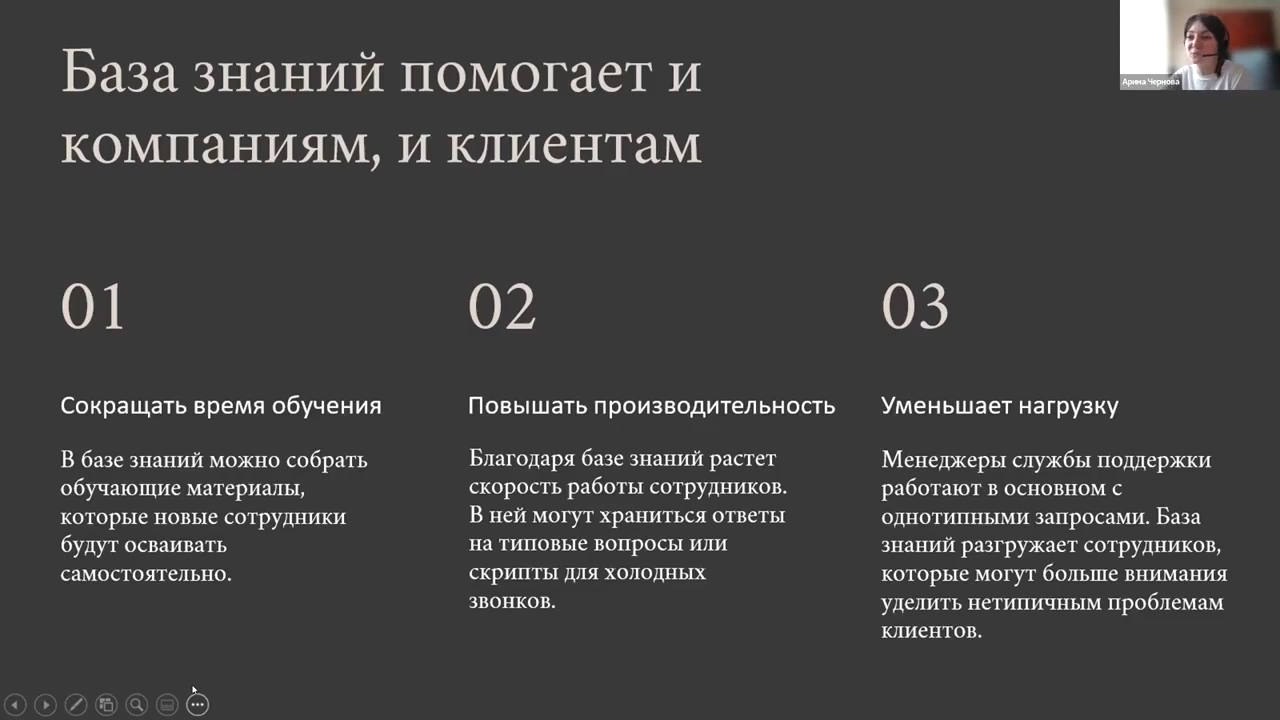 База знаний помогает и
компаниям, и клиентам
Арина Чернова
01
Сокращать время обучения
В базе знаний можно собрать
обучающие материалы,
которые новые сотрудники
будут осваивать
самостоятельно.
02
Повышать производительность
Благодаря базе знаний растет
скорость работы сотрудников.
В ней могут храниться ответы
на типовые вопросы или
скрипты для холодных
звонков.
03
Уменьшает нагрузку
Менеджеры службы поддержки
работают в основном с
однотипными запросами. База
знаний разгружает сотрудников,
которые могут больше внимания
уделить нетипичным проблемам
клиентов.